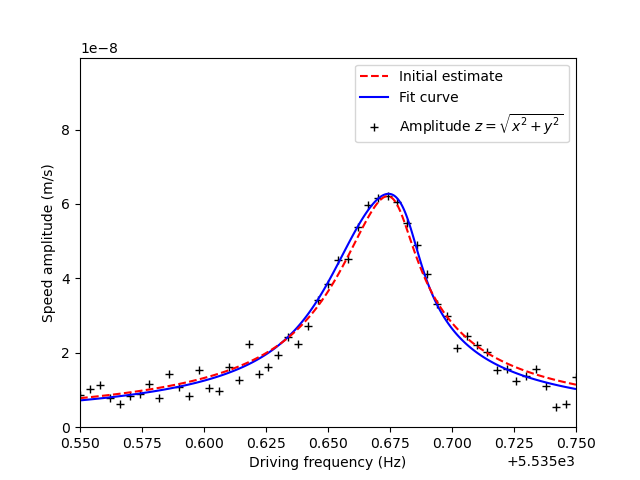 1e−8
Initial estimate
Fit curve
Amplitude z = √x² + y²
8
6
4
2
0
Speed amplitude (m/s)
0.550 0.575 0.600 0.625 0.650 0.675 0.700 0.725 0.750
Driving frequency (Hz)
+5.535e3